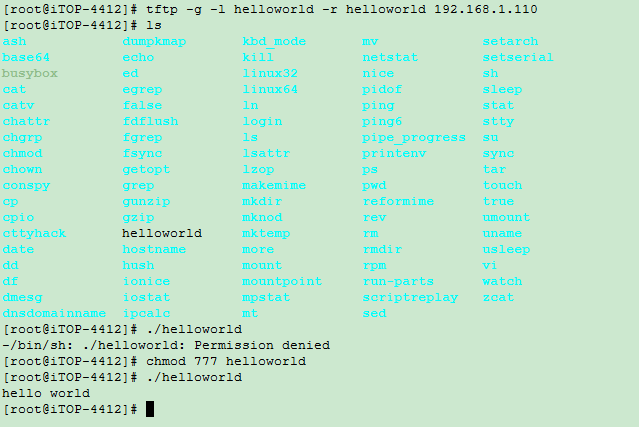 [root@iTOP-4412]# tftp -g -l helloworld -r helloworld 192.168.1.110
[root@iTOP-4412]# ls
ash dumpkmap kbd_mode mv setarch
base64 echo kill netstat setserial
busybox ed linux32 nice sh
cat egrep linux64 pidof sleep
catv false ln ping stat
chattr fdflush login ping6 stty
chgrp fgrep ls pipe_progress su
chmod fsync lsattr printenv sync
chown getopt lzop ps tar
conspy grep makemime pwd touch
cp gunzip mkdir reformime true
cpio gzip mknod rev umount
cttyhack helloworld mktemp rm uname
date hostname more rmdir usleep
dd hush mount rpm vi
df ionice mountpoint run-parts watch
dmesg iostat mpstat scriptreplay zcat
dnsdomainname ipcalc mt sed
[root@iTOP-4412]# ./helloworld
-/bin/sh: ./helloworld: Permission denied
[root@iTOP-4412]# chmod 777 helloworld
[root@iTOP-4412]# ./helloworld
hello world
[root@iTOP-4412]#